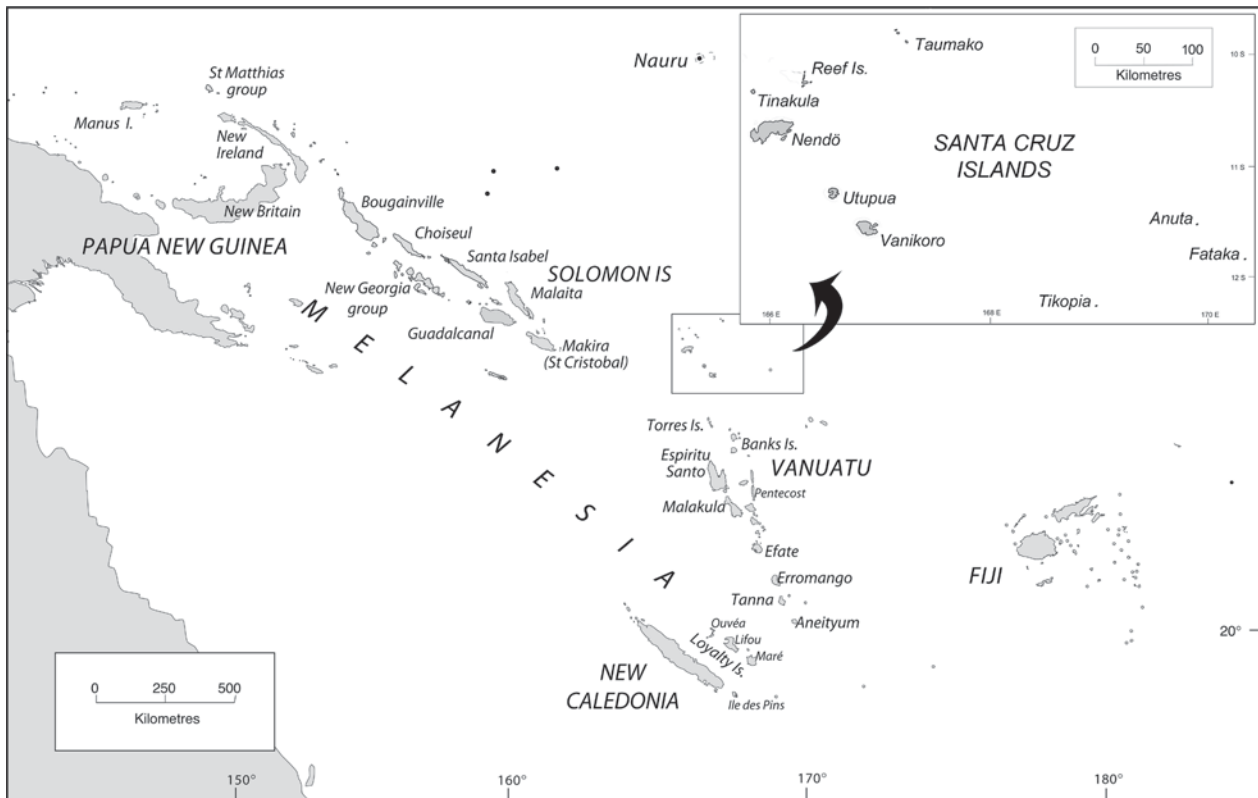 Nauru
St Matthias
group
Manus I.
New
Ireland
New Britain
PAPUA NEW GUINEA
Bougainville
Choiseul
Santa Isabel
SOLOMON IS
New Georgia
group
Malaita
Guadalcanal
Makira
(St Cristobal)
MELANESIA
Taumako
Reef Is.
Tinakula
Nendö
SANTA CRUZ
ISLANDS
Utupua
Vanikoro
Anuta
Fataka
Tikopia
0 50 100
Kilometres
10 S
11 S
12 S
166 E
168 E
170 E
Torres Is.
Banks Is.
Espiritu
Santo
VANUATU
Pentecost
Malakula
Efate
Erromango
Tanna
Aneityum
FIJI
Ouvéa
Lifou
Loyalty Is.
Maré
NEW
CALEDONIA
Ile des Pins
20°
0 250 500
Kilometres
150°
160°
170°
180°